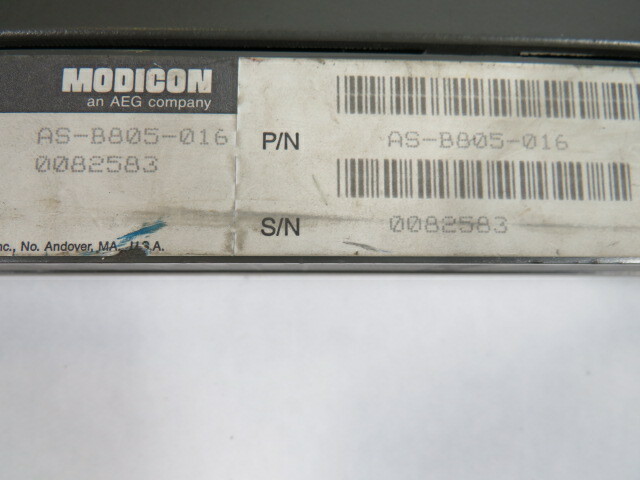 MODICON
an AEG company
AS-B805-016
0082583
nc., No. Andover, MA, U.S.A.
P/N AS-B805-016
S/N 0082583